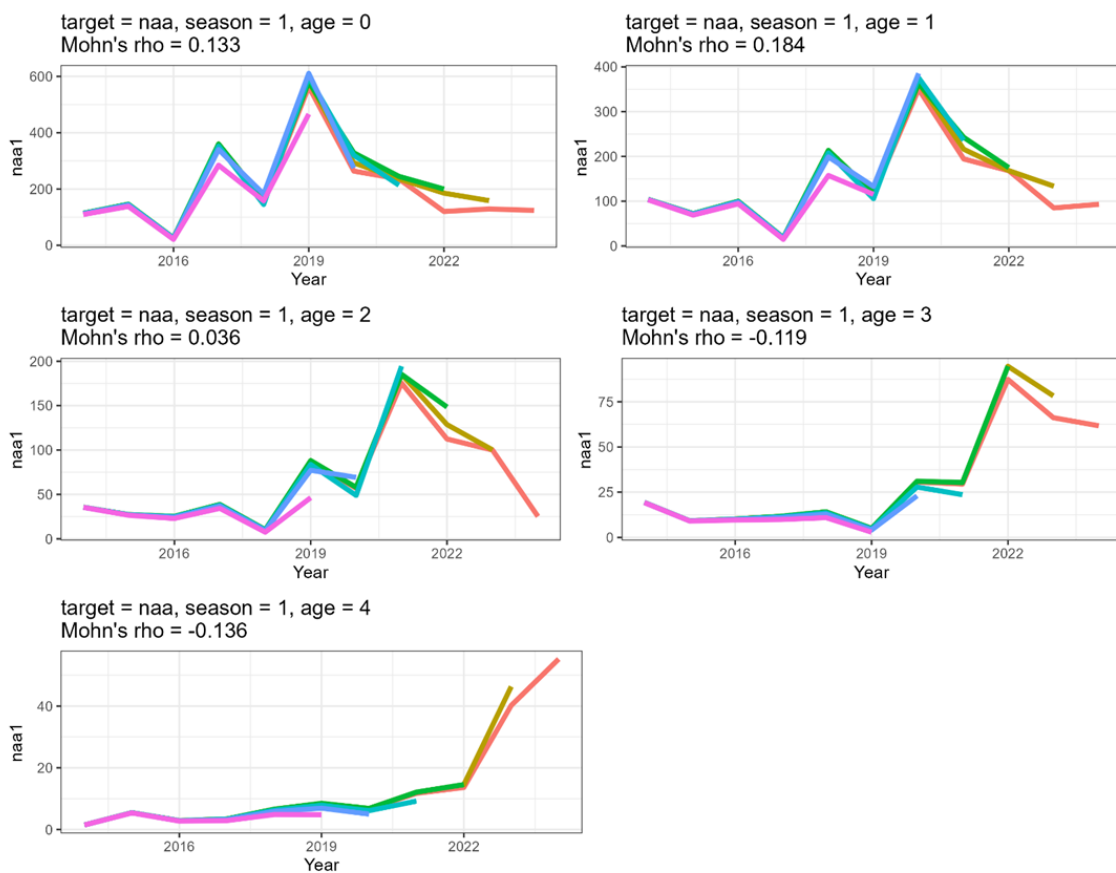 target = naa, season = 1, age = 0
Mohn's rho = 0.133
600
400
200
0
naa1
2016
2019
2022
Year
target = naa, season = 1, age = 1
Mohn's rho = 0.184
400
300
200
100
0
naa1
2016
2019
2022
Year
target = naa, season = 1, age = 2
Mohn's rho = 0.036
200
150
100
50
0
naa1
2016
2019
2022
Year
target = naa, season = 1, age = 3
Mohn's rho = -0.119
75
50
25
0
naa1
2016
2019
2022
Year
target = naa, season = 1, age = 4
Mohn's rho = -0.136
40
20
0
naa1
2016
2019
2022
Year